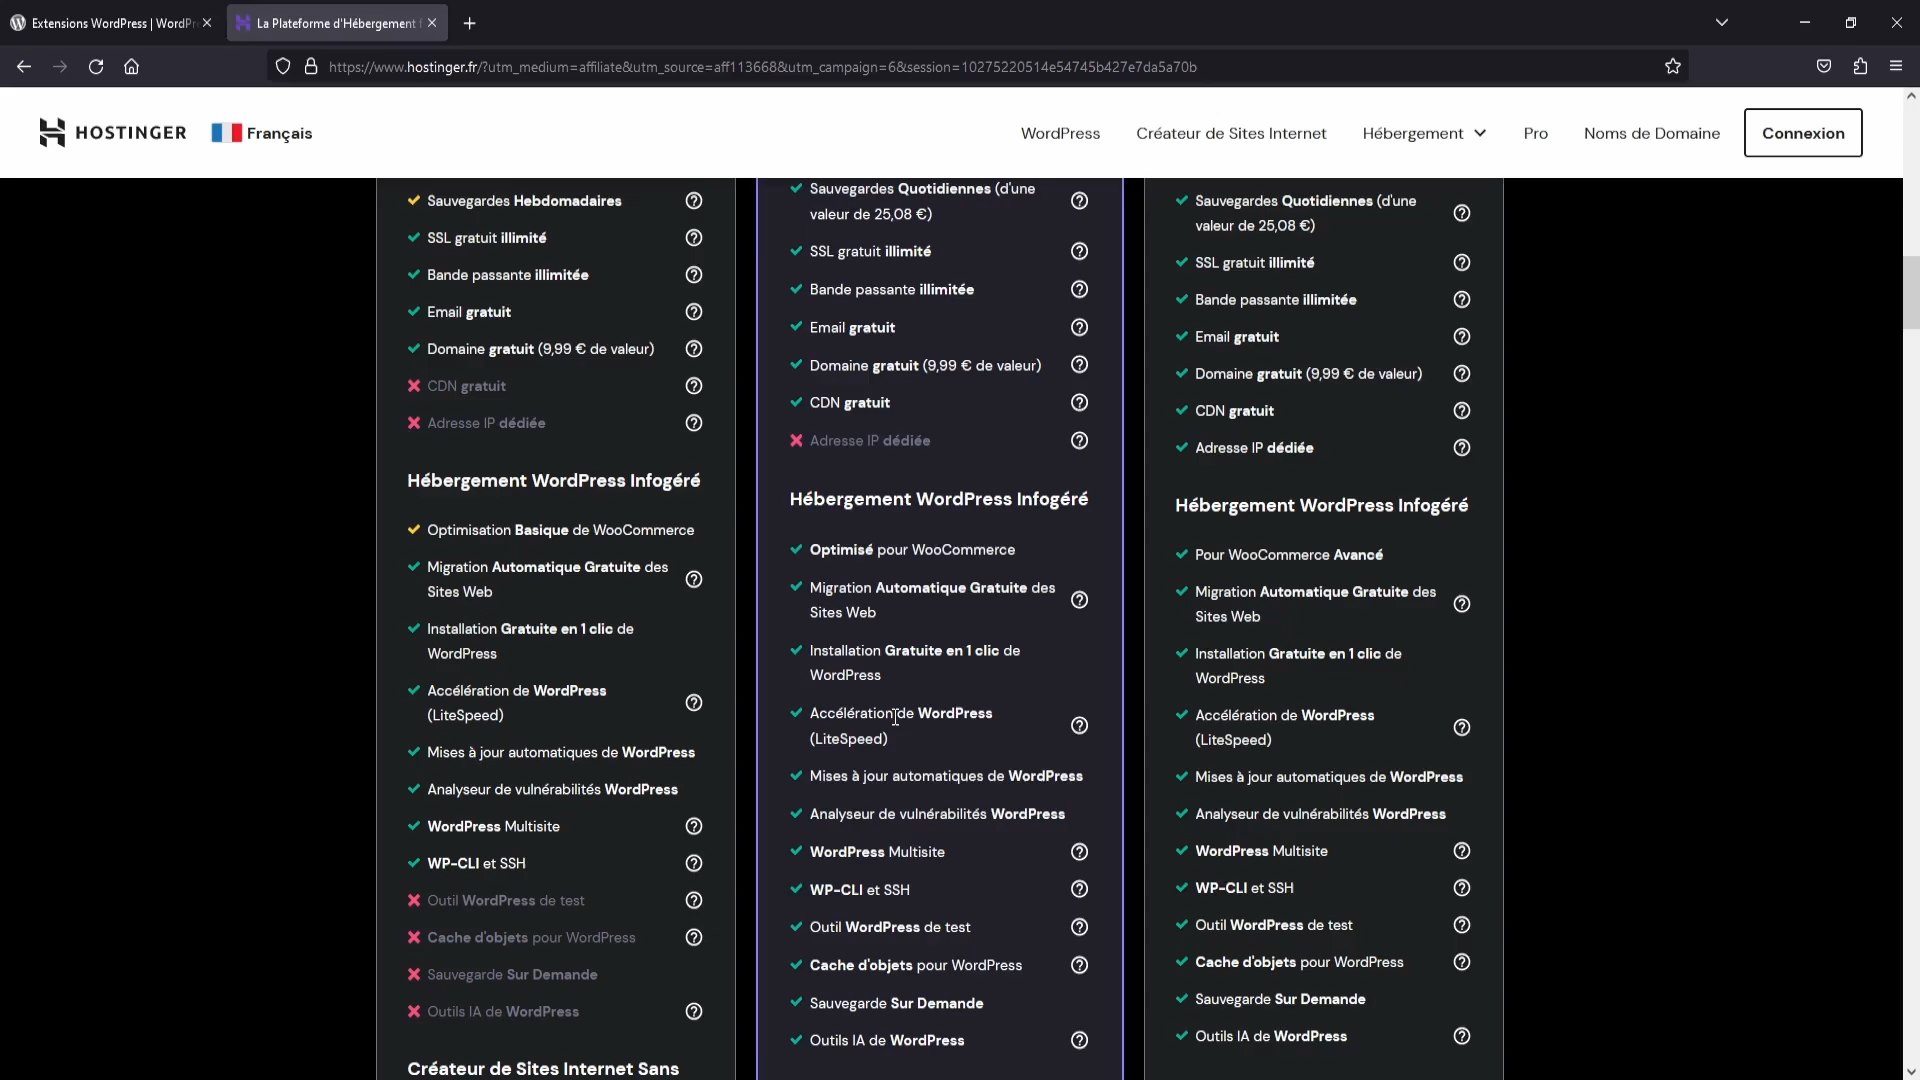 Extensions WordPress | WordPr
La Plateforme d'Hébergement
https://www.hostinger.fr/?utm_medium=affiliate&utm_source=aff113668&utm_campaign=6&session=10275220514e54745b427e7da5a70b
HOSTINGER
Français
WordPress
Créateur de Sites Internet
Hébergement
Pro
Noms de Domaine
Connexion
Sauvegardes Hebdomadaires
SSL gratuit illimité
Bande passante illimitée
Email gratuit
Domaine gratuit (9,99 € de valeur)
CDN gratuit
Adresse IP dédiée
Hébergement WordPress Infogéré
Optimisation Basique de WooCommerce
Migration Automatique Gratuite des
Sites Web
Installation Gratuite en 1 clic de
WordPress
Accélération de WordPress
(LiteSpeed)
Mises à jour automatiques de WordPress
Analyseur de vulnérabilités WordPress
WordPress Multisite
WP-CLI et SSH
Outil WordPress de test
Cache d'objets pour WordPress
Sauvegarde Sur Demande
Outils IA de WordPress
Créateur de Sites Internet Sans
Sauvegardes Quotidiennes (d'une
valeur de 25,08 €)
SSL gratuit illimité
Bande passante illimitée
Email gratuit
Domaine gratuit (9,99 € de valeur)
CDN gratuit
Adresse IP dédiée
Hébergement WordPress Infogéré
Optimisé pour WooCommerce
Migration Automatique Gratuite des
Sites Web
Installation Gratuite en 1 clic de
WordPress
Accélération de WordPress
(LiteSpeed)
Mises à jour automatiques de WordPress
Analyseur de vulnérabilités WordPress
WordPress Multisite
WP-CLI et SSH
Outil WordPress de test
Cache d'objets pour WordPress
Sauvegarde Sur Demande
Outils IA de WordPress
Sauvegardes Quotidiennes (d'une
valeur de 25,08 €)
SSL gratuit illimité
Bande passante illimitée
Email gratuit
Domaine gratuit (9,99 € de valeur)
CDN gratuit
Adresse IP dédiée
Hébergement WordPress Infogéré
Pour WooCommerce Avancé
Migration Automatique Gratuite des
Sites Web
Installation Gratuite en 1 clic de
WordPress
Accélération de WordPress
(LiteSpeed)
Mises à jour automatiques de WordPress
Analyseur de vulnérabilités WordPress
WordPress Multisite
WP-CLI et SSH
Outil WordPress de test
Cache d'objets pour WordPress
Sauvegarde Sur Demande
Outils IA de WordPress